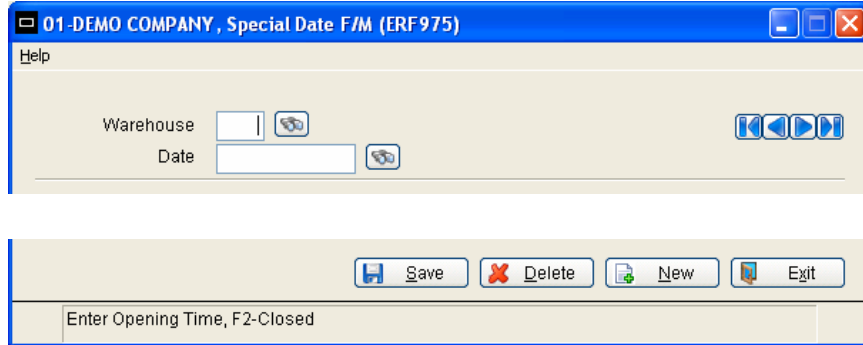 01-DEMO COMPANY, Special Date F/M (ERF975)
Help
Warehouse
Date
Save Delete New Exit
Enter Opening Time, F2-Closed